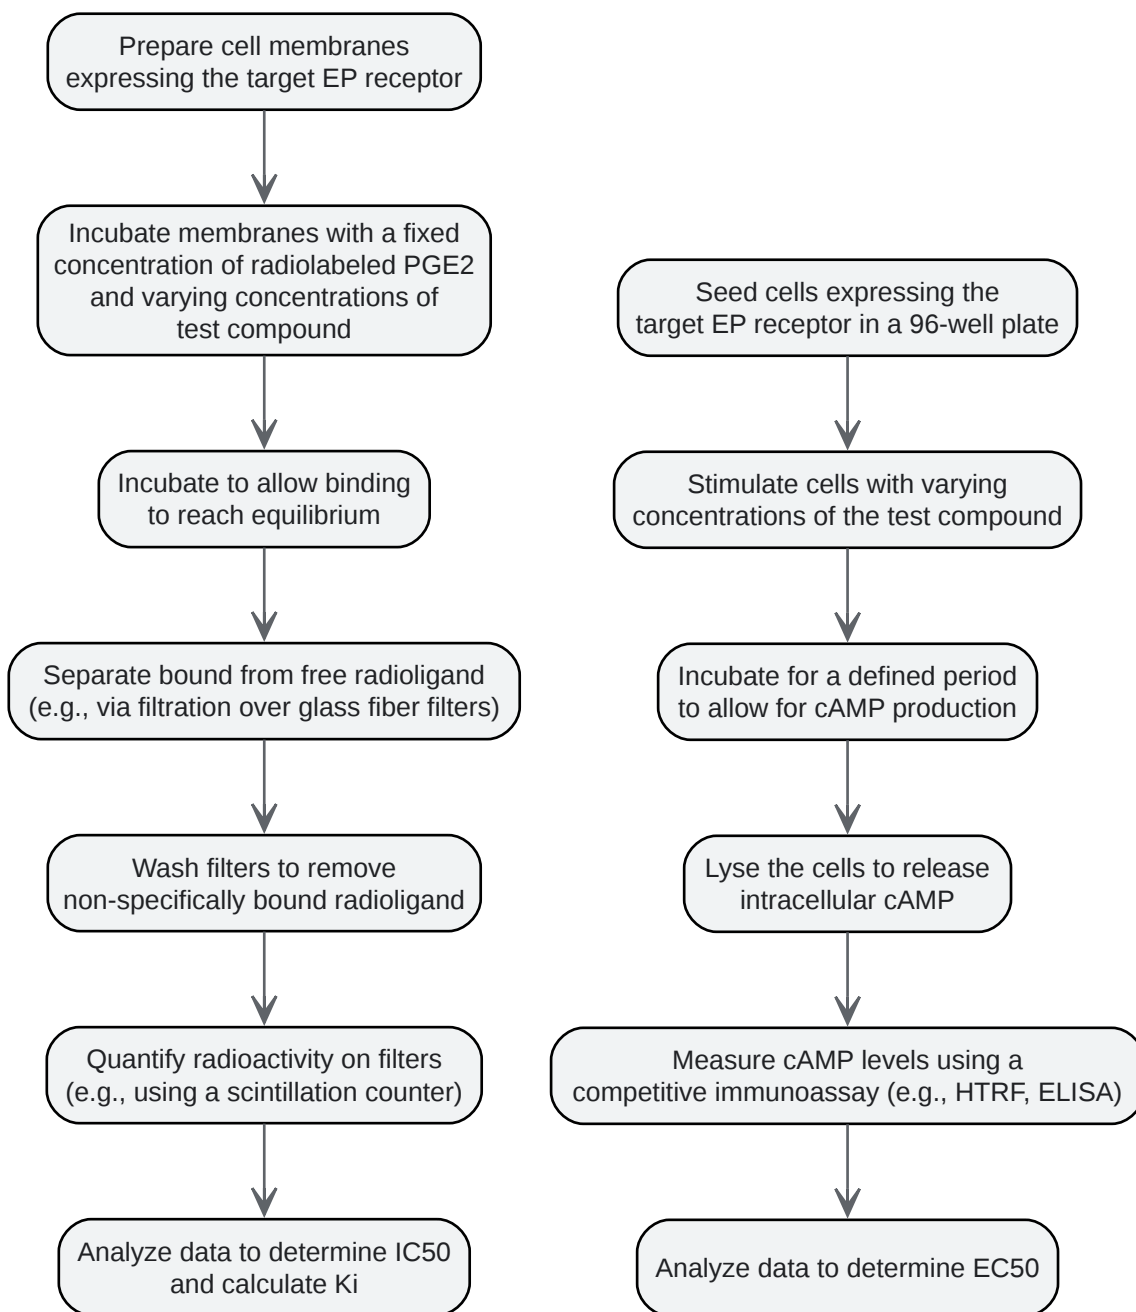 Prepare cell membranes
expressing the target EP receptor
Incubate membranes with a fixed
concentration of radiolabeled PGE2
and varying concentrations of
test compound
Incubate to allow binding
to reach equilibrium
Separate bound from free radioligand
(e.g., via filtration over glass fiber filters)
Wash filters to remove
non-specifically bound radioligand
Quantify radioactivity on filters
(e.g., using a scintillation counter)
Analyze data to determine IC50
and calculate Ki
Seed cells expressing the
target EP receptor in a 96-well plate
Stimulate cells with varying
concentrations of the test compound
Incubate for a defined period
to allow for cAMP production
Lyse the cells to release
intracellular cAMP
Measure cAMP levels using a
competitive immunoassay (e.g., HTRF, ELISA)
Analyze data to determine EC50